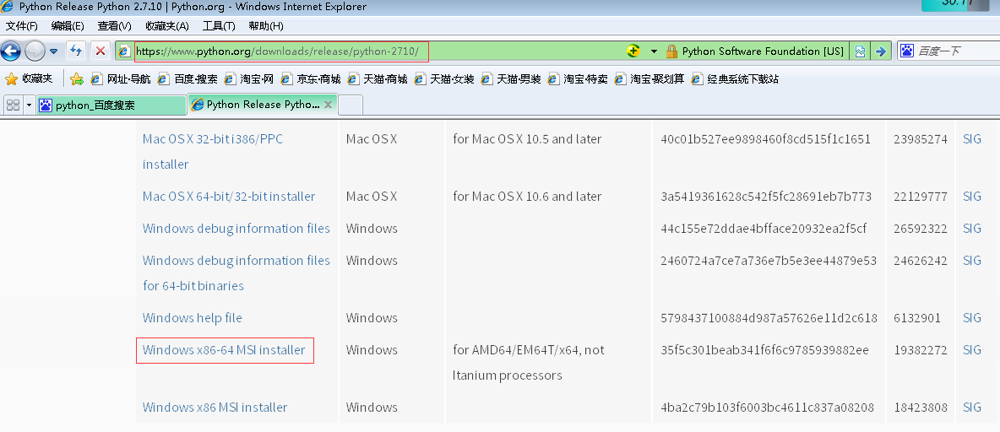 Python Release Python 2.7.10 | Python.org - Windows Internet Explorer
文件(F) 编辑(E) 查看(V) 收藏夹(A) 工具(T) 帮助(H)
https://www.python.org/downloads/release/python-2710/ Python Software Foundation [US] 百度一下
收藏夹 网址·导航 百度·搜索 淘宝·网 京东·商城 天猫·商城 天猫·女装 天猫·男装 淘宝·特卖 淘宝·聚划算 经典系统下载站
python_百度搜索 Python Release Pytho...
Mac OS X 32-bit i386/PPC Mac OS X for Mac OS X 10.5 and later 40c01b527ee9898460f8cd515f1c1651 23985274 SIG
installer
Mac OS X 64-bit/32-bit installer Mac OS X for Mac OS X 10.6 and later 3a5419361628c542f5fc28691eb7b773 22129777 SIG
Windows debug information files Windows 44c155e72ddae4bfface20932ea2f5cf 26592322 SIG
Windows debug information files Windows 2460724a7ce7a736e7b5e3ee44879e53 24626242 SIG
for 64-bit binaries
Windows help file Windows 5798437100884d987a57626e11d2c618 6132901 SIG
Windows x86-64 MSI installer Windows for AMD64/EM64T/x64, not 35f5c301beab341f6f6c9785939882ee 19382272 SIG
Itanium processors
Windows x86 MSI installer Windows 4ba2c79b103f6003bc4611c837a08208 18423808 SIG